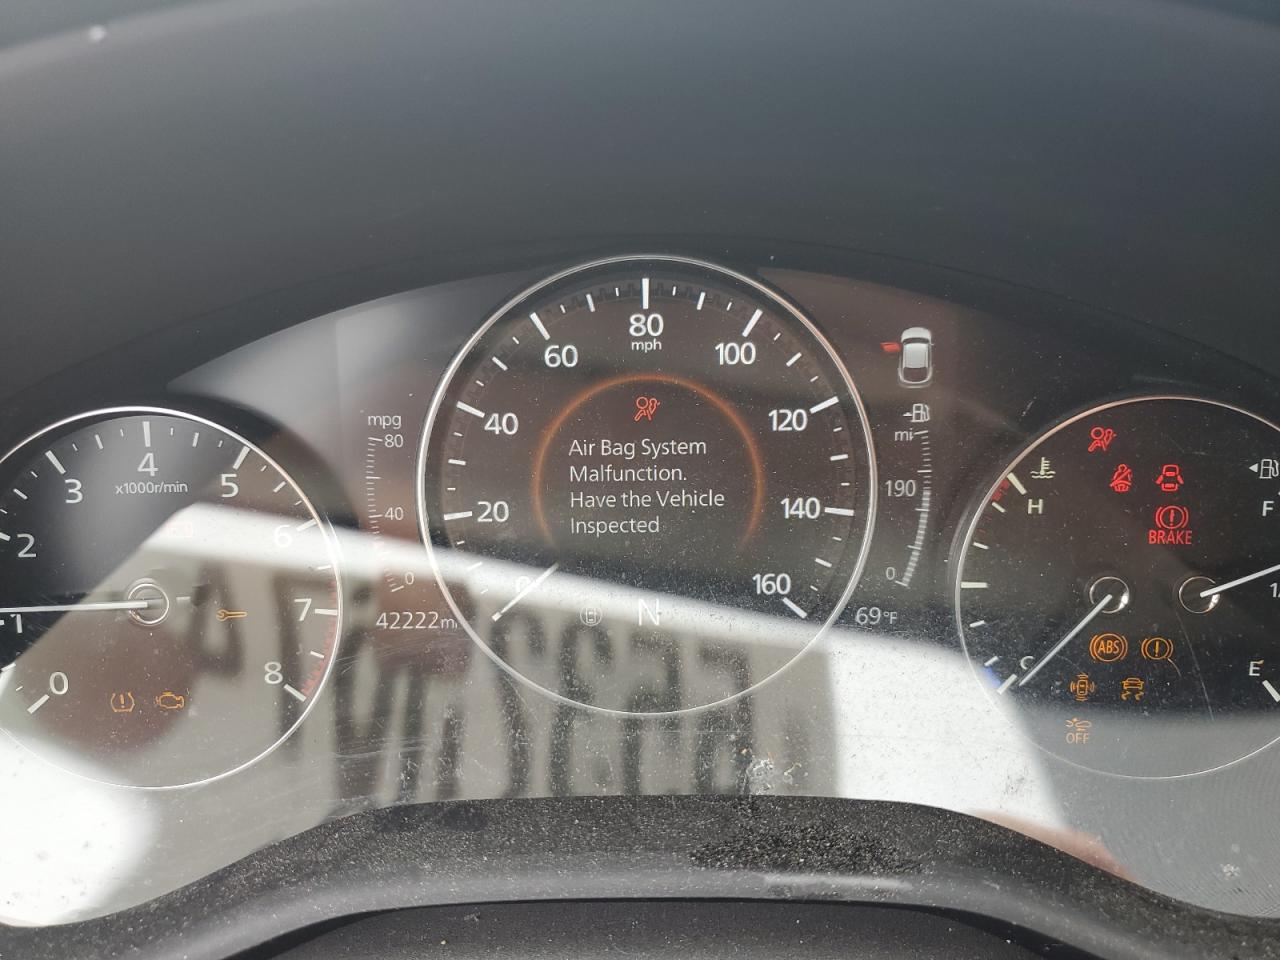 80
mph
60
100
40
120
20
140
0
160
Air Bag System
Malfunction.
Have the Vehicle
Inspected
N
mpg
80
40
0
42222
mi
190
0
69°F
0
1
2
3
4
5
6
7
8
x1000r/min
H
C
F
E
BRAKE
ABS
OFF